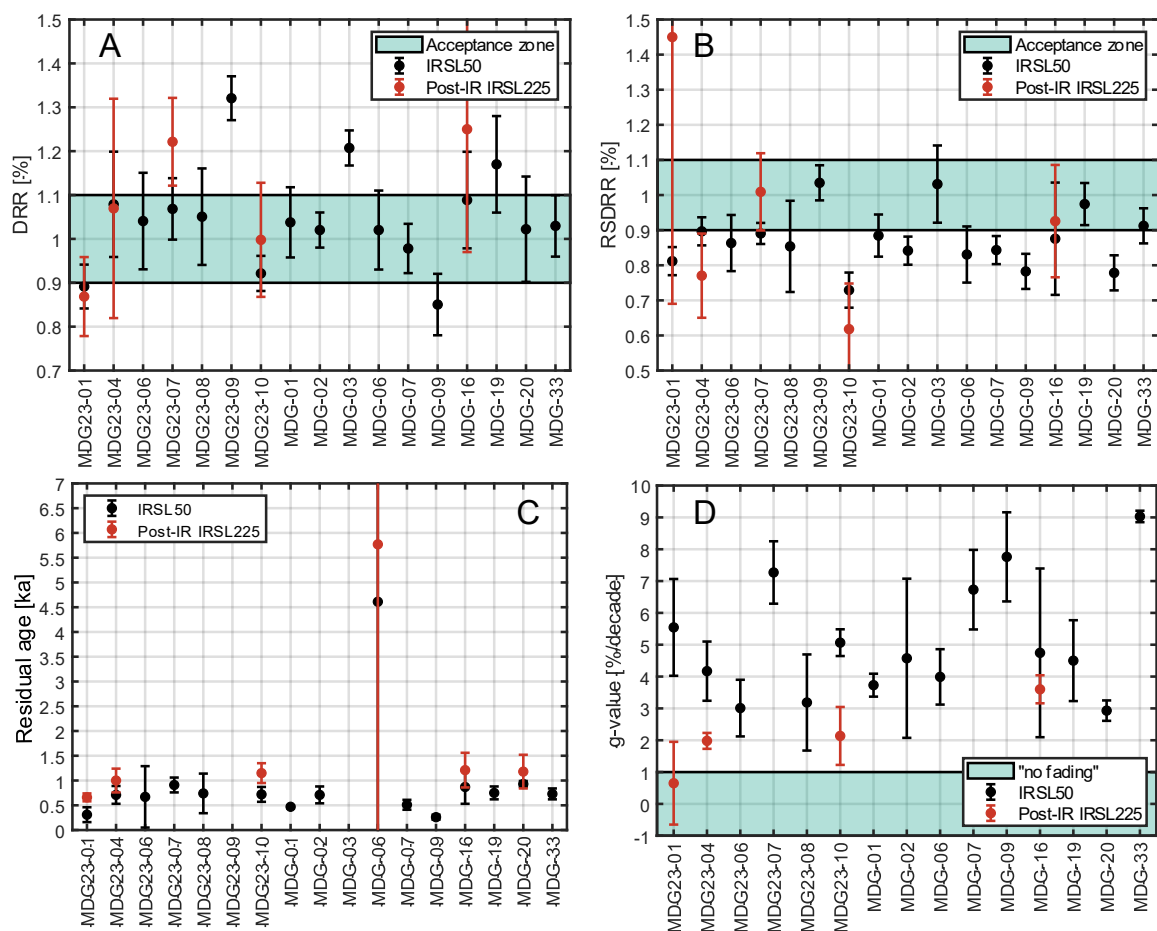 A
DRR [%]
1.5
1.4
1.3
1.2
1.1
1
0.9
0.8
0.7
Acceptance zone
IRSL50
Post-IR IRSL225
MDG23-01
MDG23-04
MDG23-06
MDG23-07
MDG23-08
MDG23-09
MDG23-10
MDG-01
MDG-02
MDG-03
MDG-06
MDG-07
MDG-09
MDG-16
MDG-19
MDG-20
MDG-33
B
RSDRR [%]
1.5
1.4
1.3
1.2
1.1
1
0.9
0.8
0.7
0.6
0.5
Acceptance zone
IRSL50
Post-IR IRSL225
MDG23-01
MDG23-04
MDG23-06
MDG23-07
MDG23-08
MDG23-09
MDG23-10
MDG-01
MDG-02
MDG-03
MDG-06
MDG-07
MDG-09
MDG-16
MDG-19
MDG-20
MDG-33
C
Residual age [ka]
7
6.5
6
5.5
5
4.5
4
3.5
3
2.5
2
1.5
1
0.5
0
IRSL50
Post-IR IRSL225
MDG23-01
MDG23-04
MDG23-06
MDG23-07
MDG23-08
MDG23-09
MDG23-10
MDG-01
MDG-02
MDG-03
MDG-06
MDG-07
MDG-09
MDG-16
MDG-19
MDG-20
MDG-33
D
g-value [%/decade]
10
9
8
7
6
5
4
3
2
1
0
-1
"no fading"
IRSL50
Post-IR IRSL225
MDG23-01
MDG23-04
MDG23-06
MDG23-07
MDG23-08
MDG23-10
MDG-01
MDG-02
MDG-06
MDG-07
MDG-09
MDG-16
MDG-19
MDG-20
MDG-33